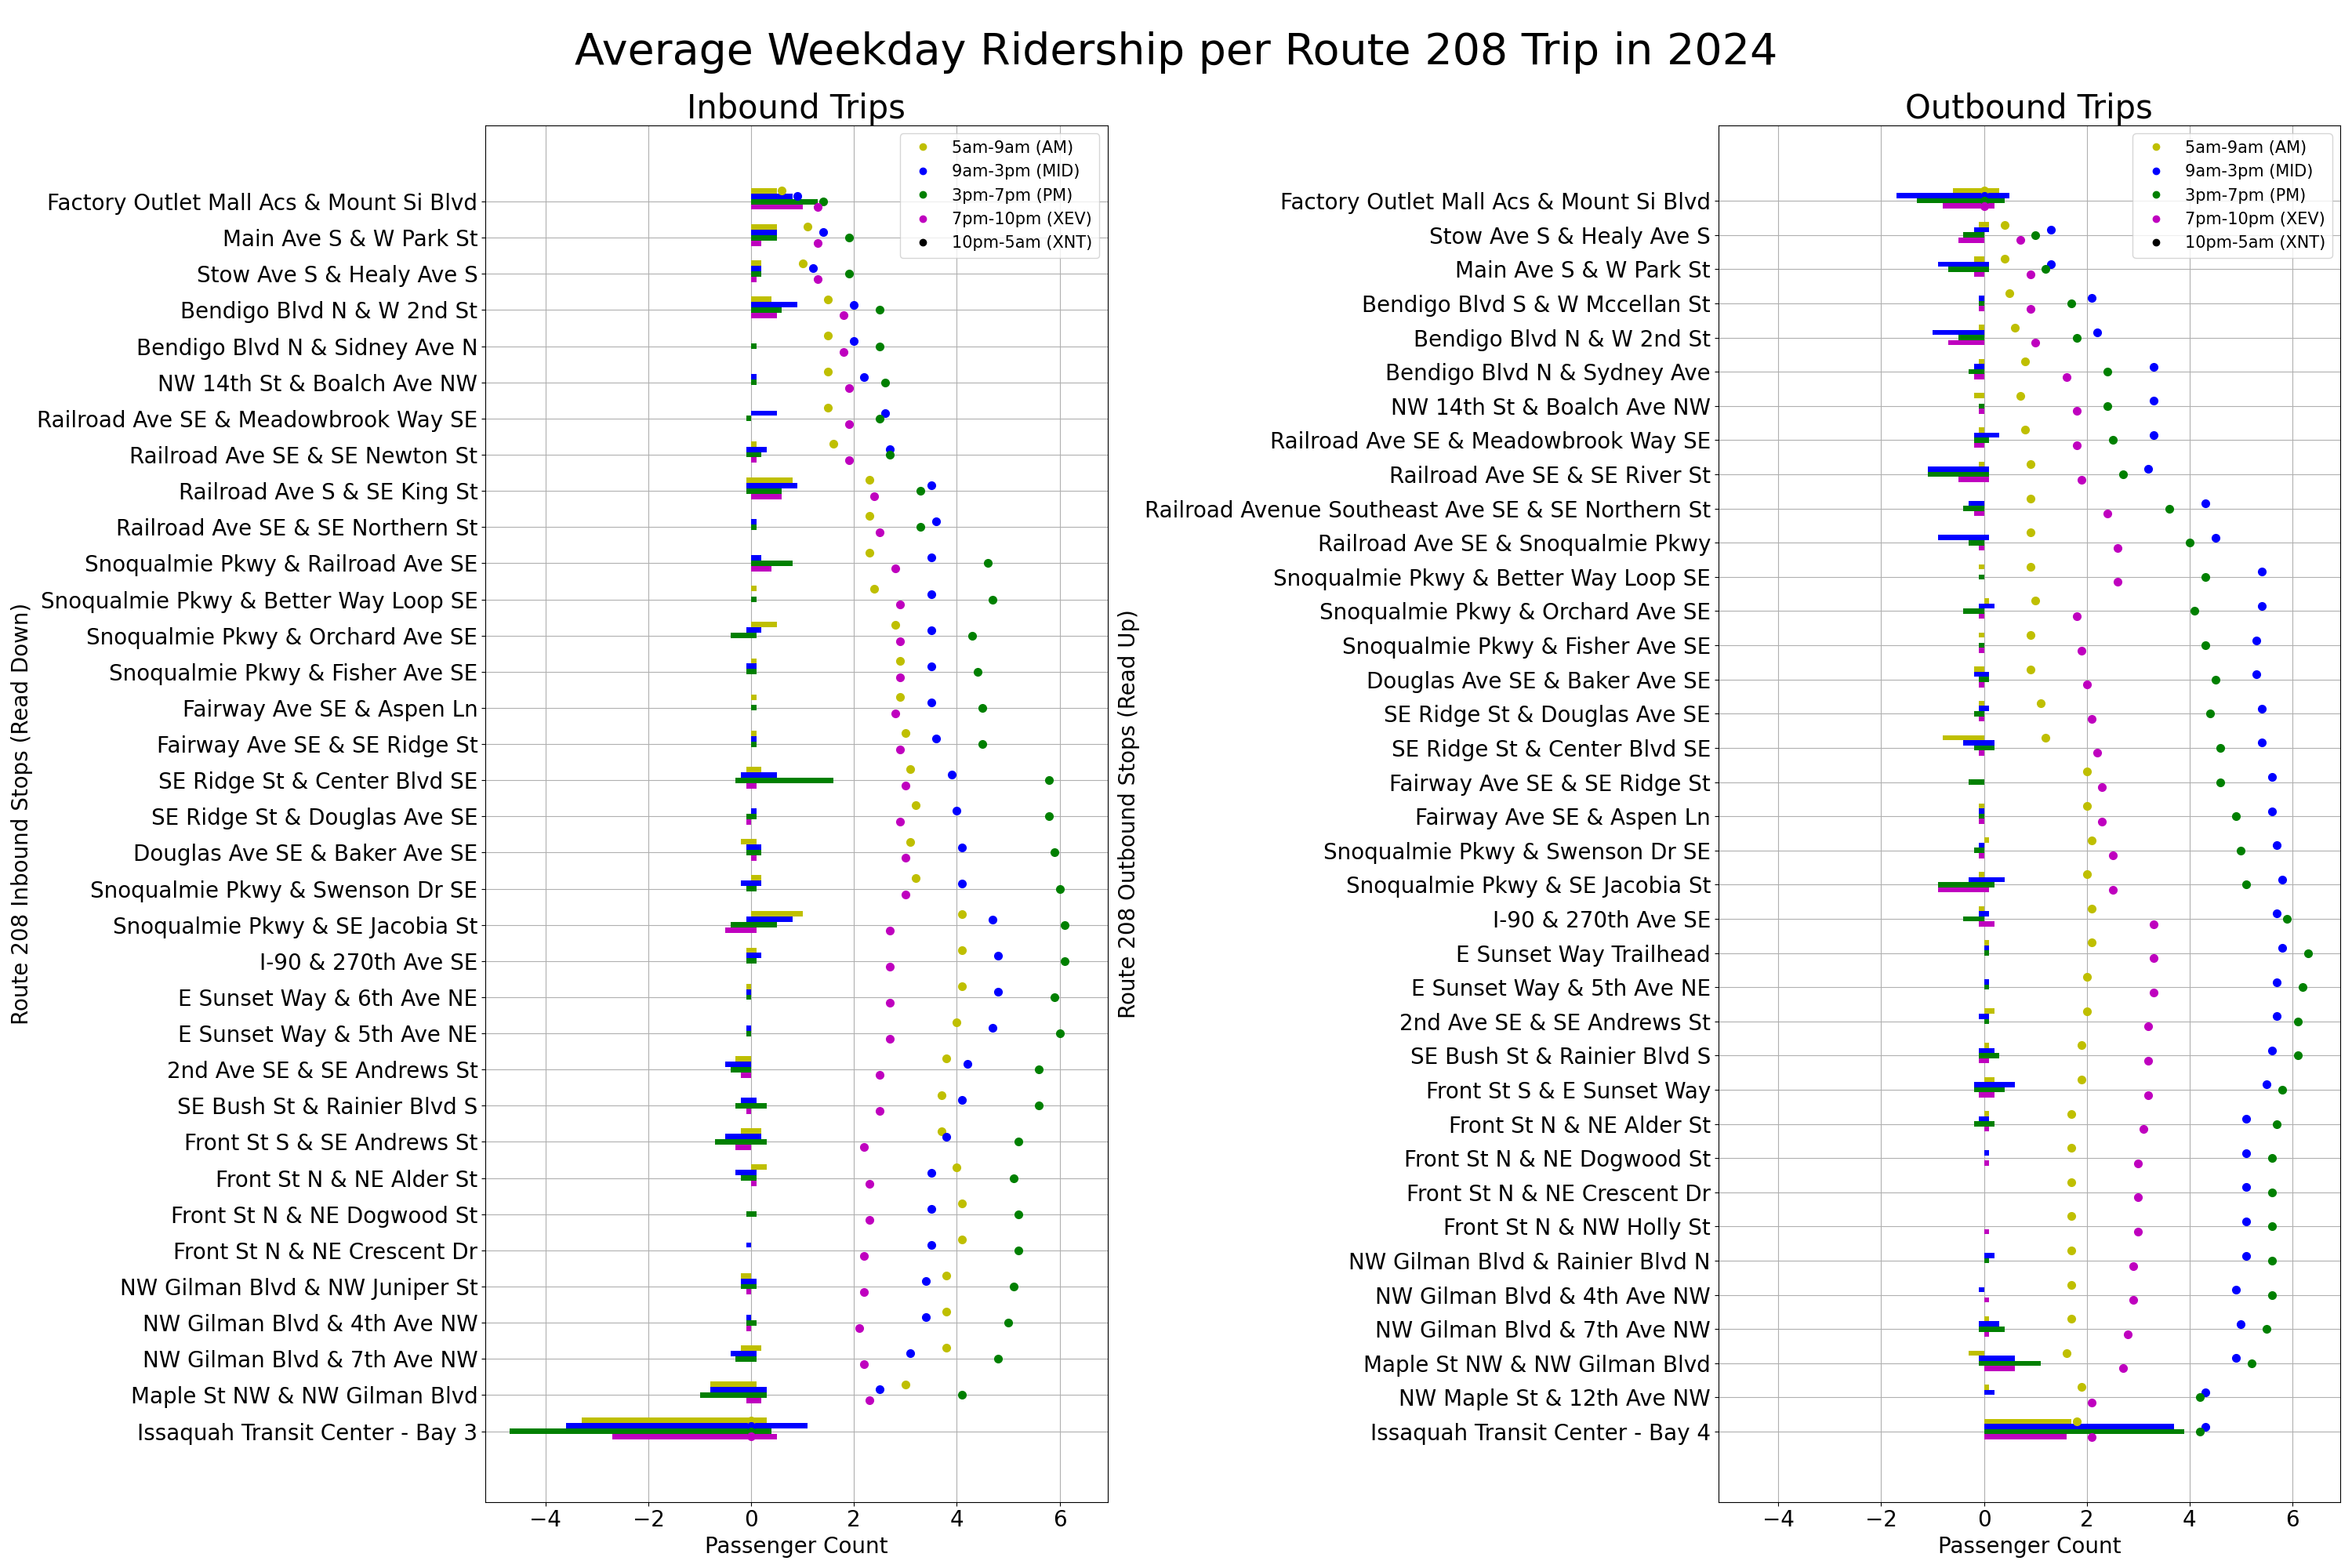 Average Weekday Ridership per Route 208 Trip in 2024
Inbound Trips
5am-9am (AM)
9am-3pm (MID)
3pm-7pm (PM)
7pm-10pm (XEV)
10pm-5am (XNT)
Route 208 Inbound Stops (Read Down)
Factory Outlet Mall Acs & Mount Si Blvd
Main Ave S & W Park St
Stow Ave S & Healy Ave S
Bendigo Blvd N & W 2nd St
Bendigo Blvd N & Sidney Ave N
NW 14th St & Boalch Ave NW
Railroad Ave SE & Meadowbrook Way SE
Railroad Ave SE & SE Newton St
Railroad Ave S & SE King St
Railroad Ave SE & SE Northern St
Snoqualmie Pkwy & Railroad Ave SE
Snoqualmie Pkwy & Better Way Loop SE
Snoqualmie Pkwy & Orchard Ave SE
Snoqualmie Pkwy & Fisher Ave SE
Fairway Ave SE & Aspen Ln
Fairway Ave SE & SE Ridge St
SE Ridge St & Center Blvd SE
SE Ridge St & Douglas Ave SE
Douglas Ave SE & Baker Ave SE
Snoqualmie Pkwy & Swenson Dr SE
Snoqualmie Pkwy & SE Jacobia St
I-90 & 270th Ave SE
E Sunset Way & 6th Ave NE
E Sunset Way & 5th Ave NE
2nd Ave SE & SE Andrews St
SE Bush St & Rainier Blvd S
Front St S & SE Andrews St
Front St N & NE Alder St
Front St N & NE Dogwood St
Front St N & NE Crescent Dr
NW Gilman Blvd & NW Juniper St
NW Gilman Blvd & 4th Ave NW
NW Gilman Blvd & 7th Ave NW
Maple St NW & NW Gilman Blvd
Issaquah Transit Center - Bay 3
−4 −2 0 2 4 6
Passenger Count
Outbound Trips
5am-9am (AM)
9am-3pm (MID)
3pm-7pm (PM)
7pm-10pm (XEV)
10pm-5am (XNT)
Route 208 Outbound Stops (Read Up)
Factory Outlet Mall Acs & Mount Si Blvd
Stow Ave S & Healy Ave S
Main Ave S & W Park St
Bendigo Blvd S & W Mccellan St
Bendigo Blvd N & W 2nd St
Bendigo Blvd N & Sydney Ave
NW 14th St & Boalch Ave NW
Railroad Ave SE & Meadowbrook Way SE
Railroad Ave SE & SE River St
Railroad Avenue Southeast Ave SE & SE Northern St
Railroad Ave SE & Snoqualmie Pkwy
Snoqualmie Pkwy & Better Way Loop SE
Snoqualmie Pkwy & Orchard Ave SE
Snoqualmie Pkwy & Fisher Ave SE
Douglas Ave SE & Baker Ave SE
SE Ridge St & Douglas Ave SE
SE Ridge St & Center Blvd SE
Fairway Ave SE & SE Ridge St
Fairway Ave SE & Aspen Ln
Snoqualmie Pkwy & Swenson Dr SE
Snoqualmie Pkwy & SE Jacobia St
I-90 & 270th Ave SE
E Sunset Way Trailhead
E Sunset Way & 5th Ave NE
2nd Ave SE & SE Andrews St
SE Bush St & Rainier Blvd S
Front St S & E Sunset Way
Front St N & NE Alder St
Front St N & NE Dogwood St
Front St N & NE Crescent Dr
Front St N & NW Holly St
NW Gilman Blvd & Rainier Blvd N
NW Gilman Blvd & 4th Ave NW
NW Gilman Blvd & 7th Ave NW
Maple St NW & NW Gilman Blvd
NW Maple St & 12th Ave NW
Issaquah Transit Center - Bay 4
−4 −2 0 2 4 6
Passenger Count